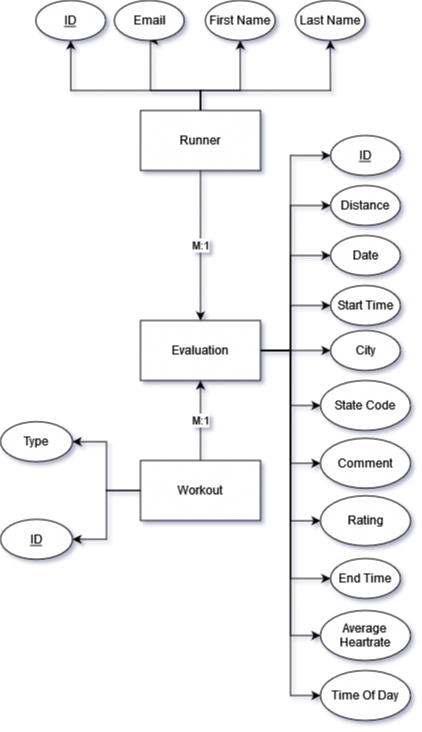 ID
Email
First Name
Last Name
Runner
M:1
Evaluation
M:1
Workout
Type
ID
ID
Distance
Date
Start Time
City
State Code
Comment
Rating
End Time
Average
Heartrate
Time Of Day